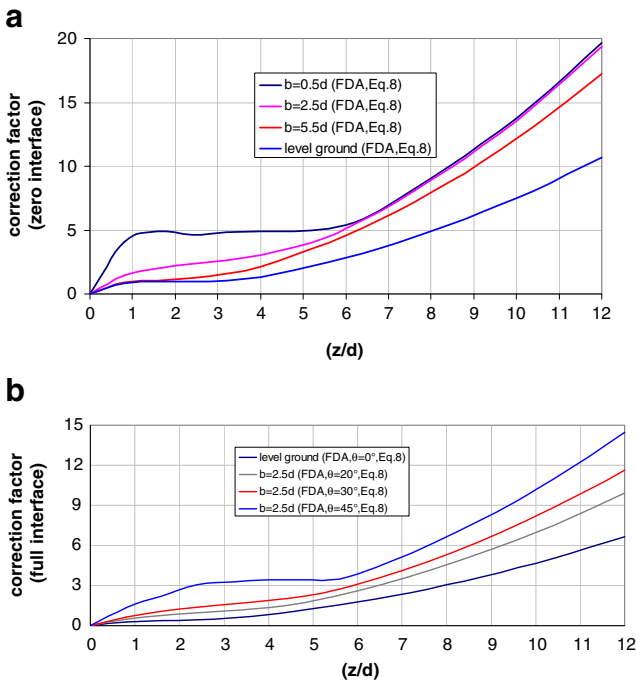 a
20
15
10
5
0
correction factor
(zero interface)
b=0.5d (FDA,Eq.8)
b=2.5d (FDA,Eq.8)
b=5.5d (FDA,Eq.8)
level ground (FDA,Eq.8)
0 1 2 3 4 5 6 7 8 9 10 11 12
(z/d)
b
15
12
9
6
3
0
correction factor
(full interface)
level ground (FDA,θ=0°,Eq.8)
b=2.5d (FDA,θ=20°,Eq.8)
b=2.5d (FDA,θ=30°,Eq.8)
b=2.5d (FDA,θ=45°,Eq.8)
0 1 2 3 4 5 6 7 8 9 10 11 12
(z/d)